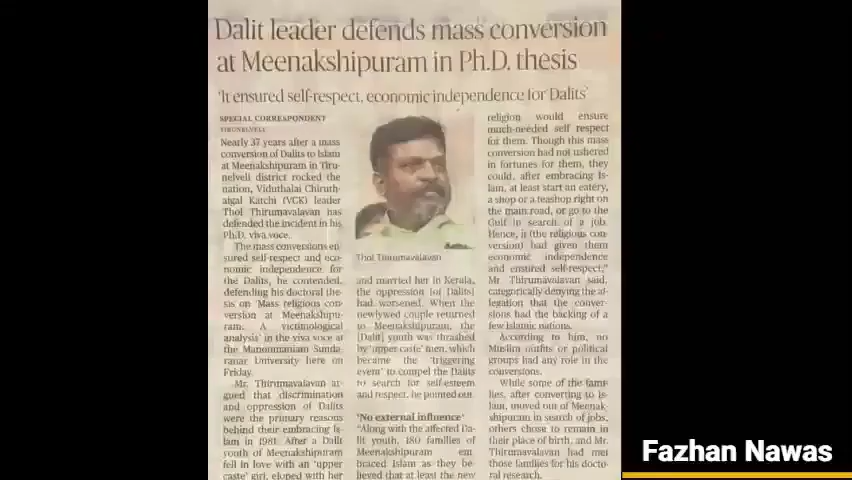 Dalit leader defends mass conversion
at Meenakshipuram in Ph.D. thesis
'It ensured self-respect, economic independence for Dalits'
SPECIAL CORRESPONDENT
TIRUNELVELI
Nearly 37 years after a mass
conversion of Dalits to Islam
at Meenakshipuram in Tiru-
nelveli district rocked the
nation, Viduthalai Chiruth-
aigal Katchi (VCK) leader
Thol Thirumavalavan has
defended the incident in his
Ph.D. viva voce.
The mass conversions en-
sured self-respect and eco-
nomic independence for
the Dalits, he contended,
defending his doctoral the-
sis on 'Mass religious con-
version at Meenakshipu-
ram: A victimological
analysis' in the viva voce at
the Manonmaniam Sunda-
ranar University here on
Friday.
Mr. Thirumavalavan ar-
gued that discrimination
and oppression of Dalits
were the primary reasons
behind their embracing Is-
lam in 1981. After a Dalit
youth of Meenakshipuram
fell in love with an 'upper
caste' girl, eloped with her
Thol Thirumavalavan
and married her in Kerala,
the oppression [of Dalits]
had worsened. When the
newlywed couple returned
to Meenakshipuram, the
[Dalit] youth was thrashed
by 'upper caste' men, which
became the 'triggering
event' to compel the Dalits
to search for self-esteem
and respect, he pointed out.
'No external influence'
"Along with the affected Da-
lit youth, 180 families of
Meenakshipuram em-
braced Islam as they be-
lieved that at least the new
religion would ensure
much-needed self respect
for them. Though this mass
conversion had not ushered
in fortunes for them, they
could, after embracing Is-
lam, at least start an eatery,
a shop or a teashop right on
the main road, or go to the
Gulf in search of a job.
Hence, it (the religious con-
version) had given them
economic independence
and ensured self-respect,"
Mr Thirumavalavan said,
categorically denying the al-
legation that the conver-
sions had the backing of a
few Islamic nations.
According to him, no
Muslim outfits or political
groups had any role in the
conversions.
While some of the fami-
lies, after converting to Is-
lam, moved out of Meenak-
shipuram in search of jobs,
others chose to remain in
their place of birth, and Mr.
Thirumavalavan had met
those families for his docto-
ral research.
Fazhan Nawas